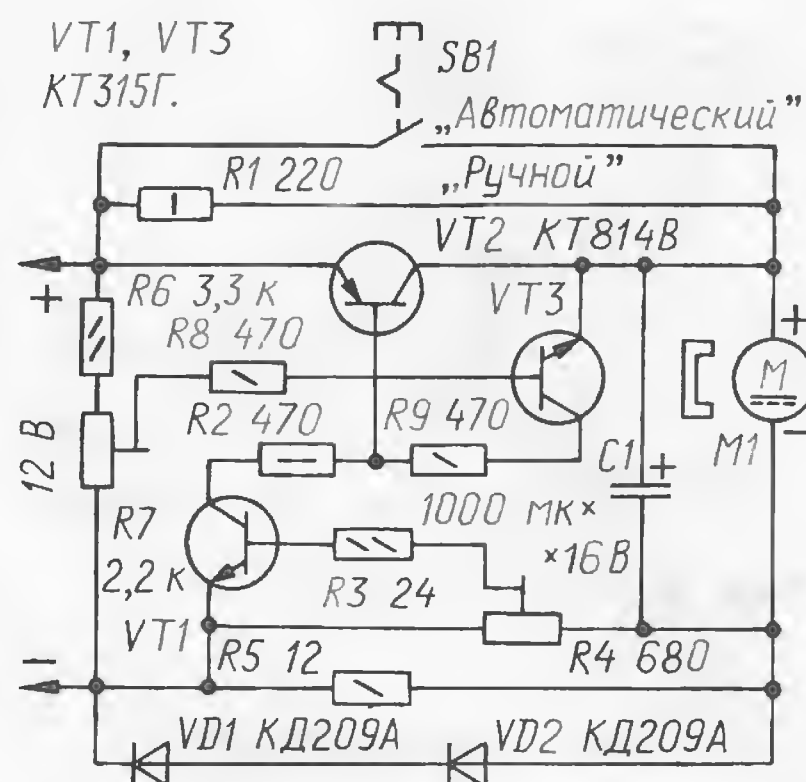 VT1, VT3
КТ315Г.
SB1
„Автоматический”
R1 220
„Ручной”
VT2 КТ814В
+
R6 3,3 к
VT3
R8 470
+
М
–
12 В
R2 470
R9 470
С1
+
М1
R7
2,2 к
1000 мк×
×16 В
R3 24
VT1
–
R5 12
R4 680
VD1 КД209А
VD2 КД209А